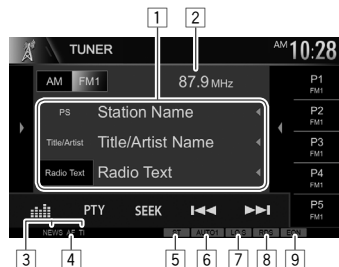 1 2
TUNER AM 10:28
AM FM1 87.9 MHz P1
FM1
PS Station Name P2
FM1
Title/Artist Title/Artist Name P3
FM1
Radio Text Radio Text P4
FM1
PTY SEEK P5
FM1
NEWS AF TI ST AUTO1 LO.S RDS EON
3 4 5 6 7 8 9